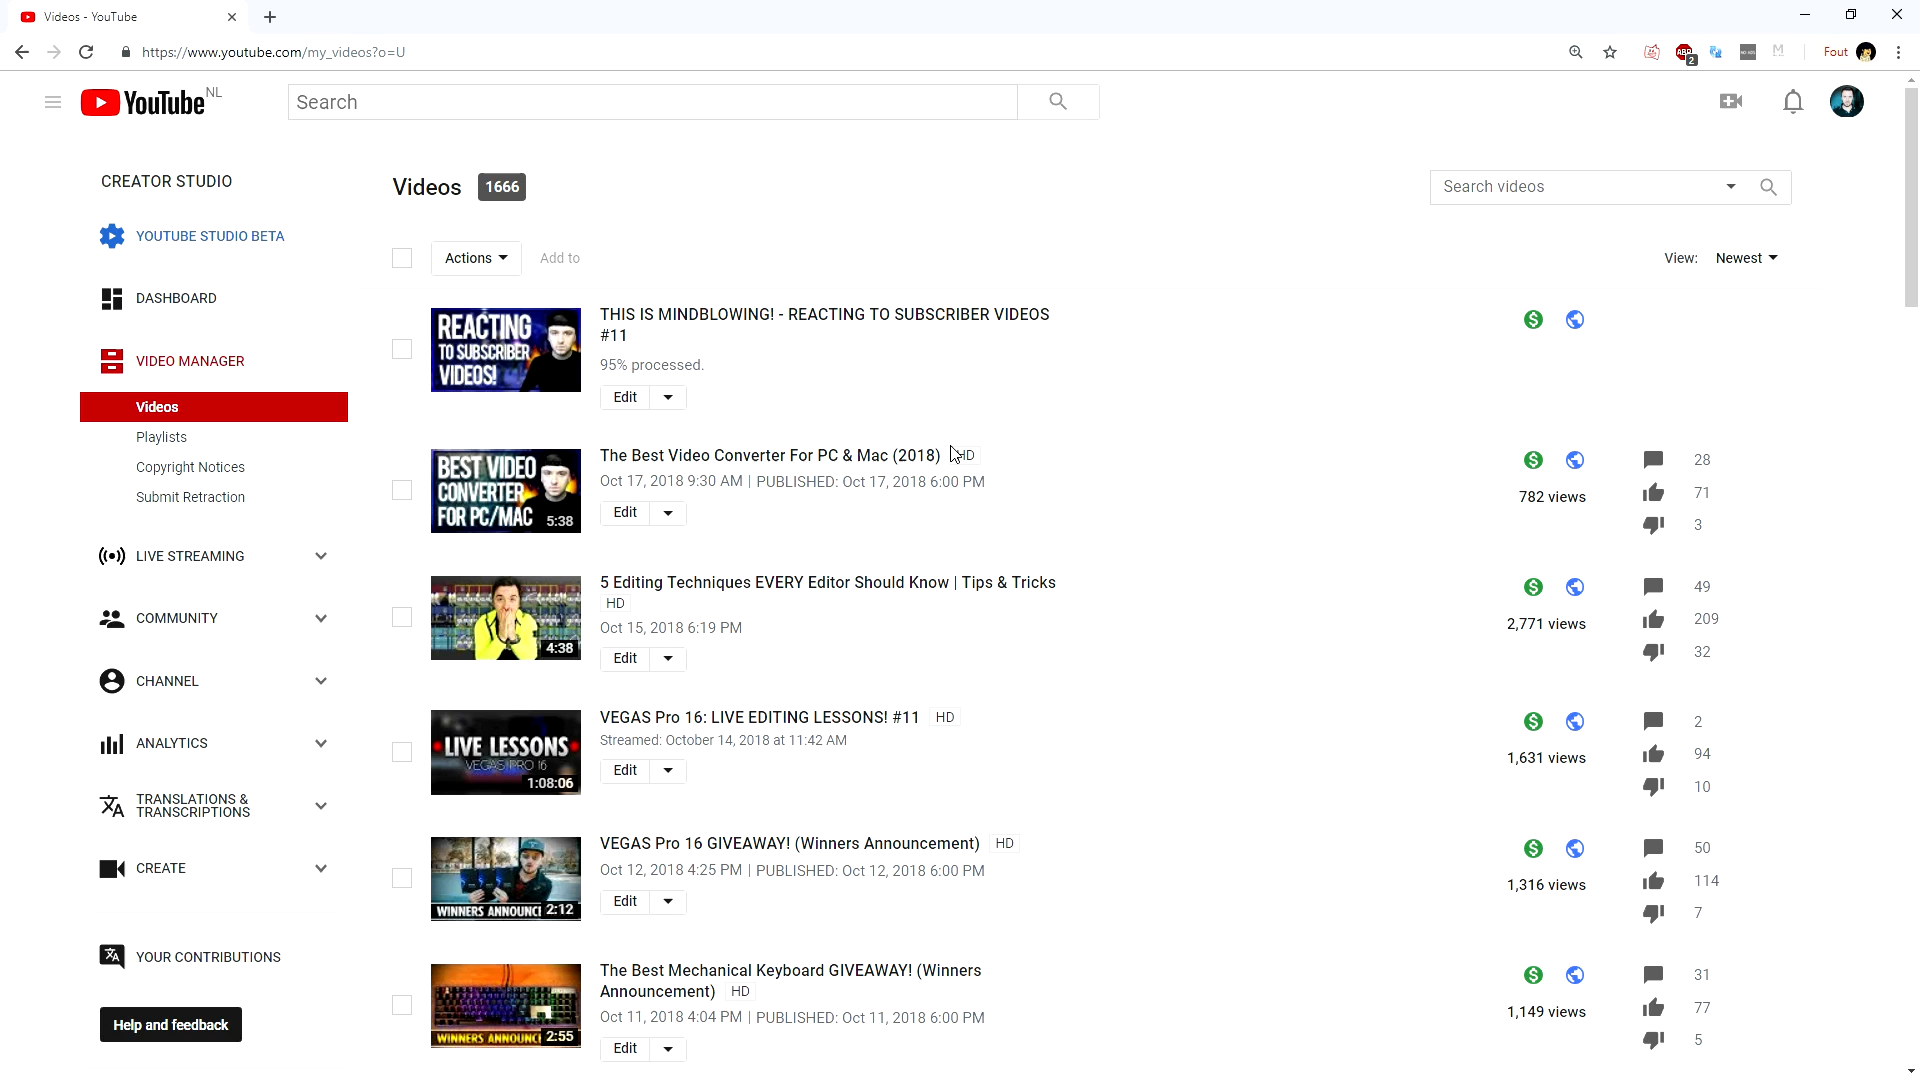 Videos - YouTube
https://www.youtube.com/my_videos?o=U
2
Fout
YouTube NL
Search
CREATOR STUDIO
YOUTUBE STUDIO BETA
DASHBOARD
VIDEO MANAGER
Videos
Playlists
Copyright Notices
Submit Retraction
LIVE STREAMING
COMMUNITY
CHANNEL
ANALYTICS
TRANSLATIONS &
TRANSCRIPTIONS
CREATE
YOUR CONTRIBUTIONS
Help and feedback
Videos 1666
Search videos
Actions Add to
View: Newest
REACTING
TO SUBSCRIBER
VIDEOS!
THIS IS MINDBLOWING! - REACTING TO SUBSCRIBER VIDEOS
#11
95% processed.
Edit
BEST VIDEO
CONVERTER
FOR PC/MAC 5:38
The Best Video Converter For PC & Mac (2018) HD
Oct 17, 2018 9:30 AM | PUBLISHED: Oct 17, 2018 6:00 PM
Edit
782 views
28
71
3
4:38
5 Editing Techniques EVERY Editor Should Know | Tips & Tricks
HD
Oct 15, 2018 6:19 PM
Edit
2,771 views
49
209
32
LIVE LESSONS
VEGAS PRO 16
1:08:06
VEGAS Pro 16: LIVE EDITING LESSONS! #11 HD
Streamed: October 14, 2018 at 11:42 AM
Edit
1,631 views
2
94
10
WINNERS ANNOUNC 2:12
VEGAS Pro 16 GIVEAWAY! (Winners Announcement) HD
Oct 12, 2018 4:25 PM | PUBLISHED: Oct 12, 2018 6:00 PM
Edit
1,316 views
50
114
7
WINNERS ANNOUNC 2:55
The Best Mechanical Keyboard GIVEAWAY! (Winners
Announcement) HD
Oct 11, 2018 4:04 PM | PUBLISHED: Oct 11, 2018 6:00 PM
Edit
1,149 views
31
77
5